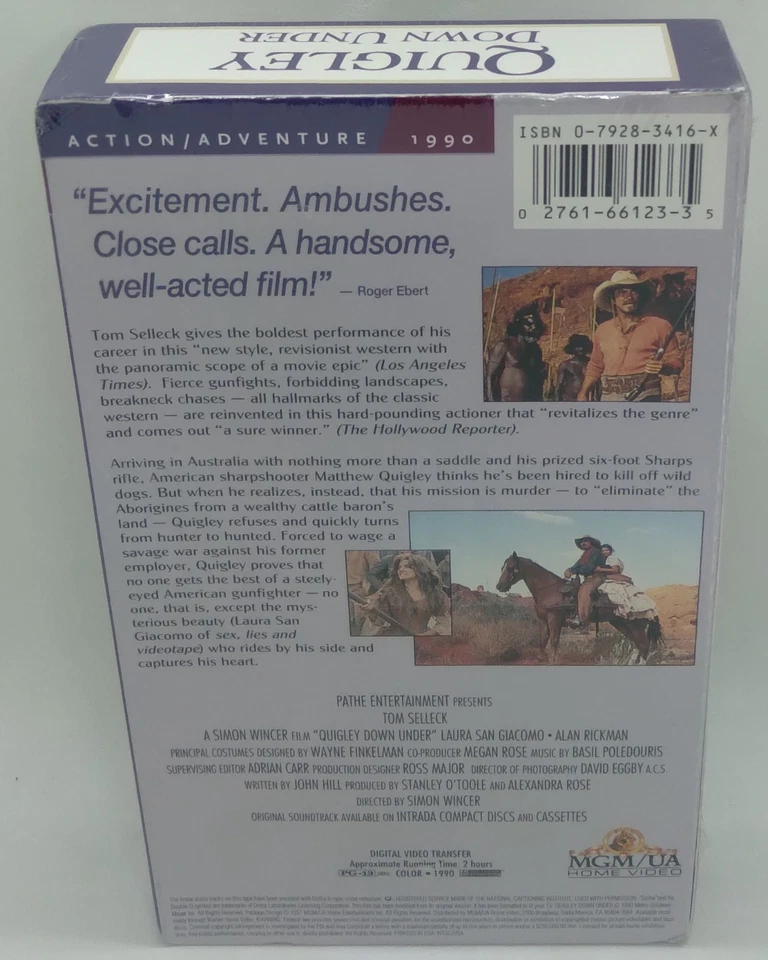 QUIGLEY
DOWN UNDER
ACTION/ADVENTURE 1990
ISBN 0-7928-3416-X
0 2761-66123-3 5
“Excitement. Ambushes.
Close calls. A handsome,
well-acted film!” — Roger Ebert
Tom Selleck gives the boldest performance of his
career in this “new style, revisionist western with
the panoramic scope of a movie epic” (Los Angeles
Times). Fierce gunfights, forbidding landscapes,
breakneck chases — all hallmarks of the classic
western — are reinvented in this hard-pounding actioner that “revitalizes the genre”
and comes out “a sure winner.” (The Hollywood Reporter).
Arriving in Australia with nothing more than a saddle and his prized six-foot Sharps
rifle, American sharpshooter Matthew Quigley thinks he’s been hired to kill off wild
dogs. But when he realizes, instead, that his mission is murder — to “eliminate” the
Aborigines from a wealthy cattle baron’s
land — Quigley refuses and quickly turns
from hunter to hunted. Forced to wage a
savage war against his former
employer, Quigley proves that
no one gets the best of a steely-
eyed American gunfighter — no
one, that is, except the mys-
terious beauty (Laura San
Giacomo of sex, lies and
videotape) who rides by his side and
captures his heart.
PATHE ENTERTAINMENT PRESENTS
TOM SELLECK
A SIMON WINCER FILM “QUIGLEY DOWN UNDER” LAURA SAN GIACOMO • ALAN RICKMAN
PRINCIPAL COSTUMES DESIGNED BY WAYNE FINKELMAN CO-PRODUCER MEGAN ROSE MUSIC BY BASIL POLEDOURIS
SUPERVISING EDITOR ADRIAN CARR PRODUCTION DESIGNER ROSS MAJOR DIRECTOR OF PHOTOGRAPHY DAVID EGGBY A.C.S.
WRITTEN BY JOHN HILL PRODUCED BY STANLEY O’TOOLE AND ALEXANDRA ROSE
DIRECTED BY SIMON WINCER
ORIGINAL SOUNDTRACK AVAILABLE ON INTRADA COMPACT DISCS AND CASSETTES
DIGITAL VIDEO TRANSFER
Approximate Running Time: 2 hours
PG-13 COLOR • 1990
MGM/UA
HOME VIDEO